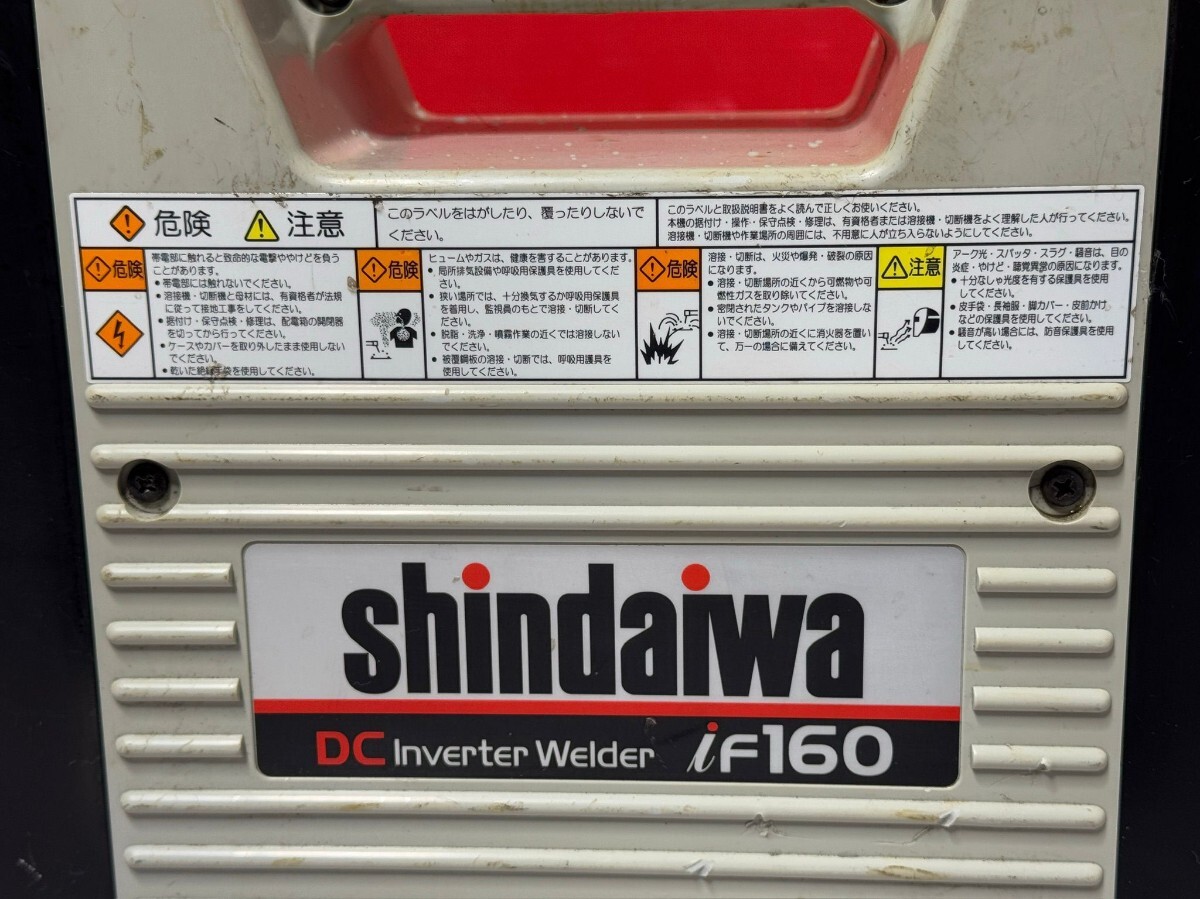 危険 注意
このラベルをはがしたり、覆ったりしないで
ください。
このラベルと取扱説明書をよく読んで正しくお使いください。
本機の据付け・操作・保守点検・修理は、有資格者または溶接機・切断機をよく理解した人が行ってください。
溶接機・切断機や作業場所の周囲には、不用意に人が立ち入らないようにしてください。
危険
帯電部に触れると致命的な電撃ややけどを負う
ことがあります。
● 帯電部には触れないでください。
● 溶接機・切断機と母材には、有資格者が法規
に従って接地工事をしてください。
● 据付け・保守点検・修理は、配電箱の開閉器
を切ってから行ってください。
● ケースやカバーを取り外したまま使用しない
でください。
● 乾いた絶縁手袋を使用してください。
危険
ヒュームやガスは、健康を害することがあります。
● 局所排気設備や呼吸用保護具を使用してくだ
さい。
● 狭い場所では、十分換気するか呼吸用保護具
を着用し、監視員のもとで溶接・切断してく
ださい。
● 脱脂・洗浄・噴霧作業の近くでは溶接しない
でください。
● 被覆鋼板の溶接・切断では、呼吸用護具を
使用してください。
危険
溶接・切断は、火災や爆発・破裂の原因
になります。
● 溶接・切断場所の近くから可燃物や可
燃性ガスを取り除いてください。
● 密閉されたタンクやパイプを溶接しな
いでください。
● 溶接・切断場所の近くに消火器を置い
て、万一の場合に備えてください。
注意
アーク光・スパッタ・スラグ・騒音は、目の
炎症・やけど・聴覚異常の原因になります。
● 十分なしゃ光度を有する保護具を使用
してください。
● 皮手袋・長袖服・脚カバー・皮前かけ
などの保護具を使用してください。
● 騒音が高い場合には、防音保護具を使用
してください。
shindaiwa
DC Inverter Welder iF160